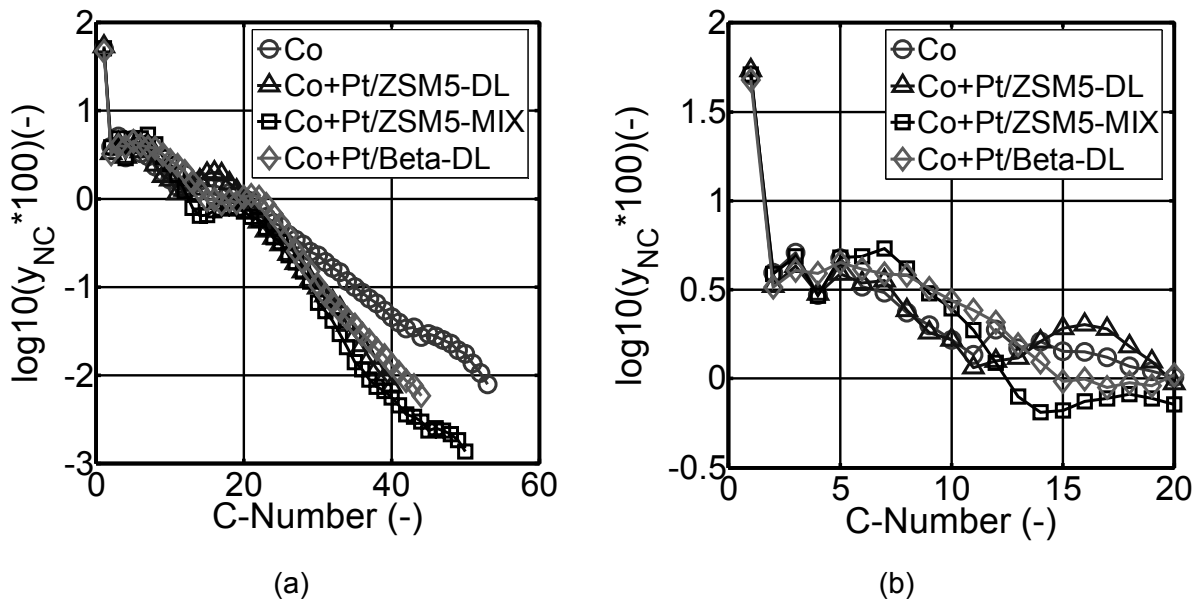 log10(y_NC*100)(-)
2
1
0
-1
-2
-3
Co
Co+Pt/ZSM5-DL
Co+Pt/ZSM5-MIX
Co+Pt/Beta-DL
0
20
40
60
C-Number (-)
(a)
log10(y_NC*100)(-)
2
1.5
1
0.5
0
-0.5
Co
Co+Pt/ZSM5-DL
Co+Pt/ZSM5-MIX
Co+Pt/Beta-DL
0
5
10
15
20
C-Number (-)
(b)